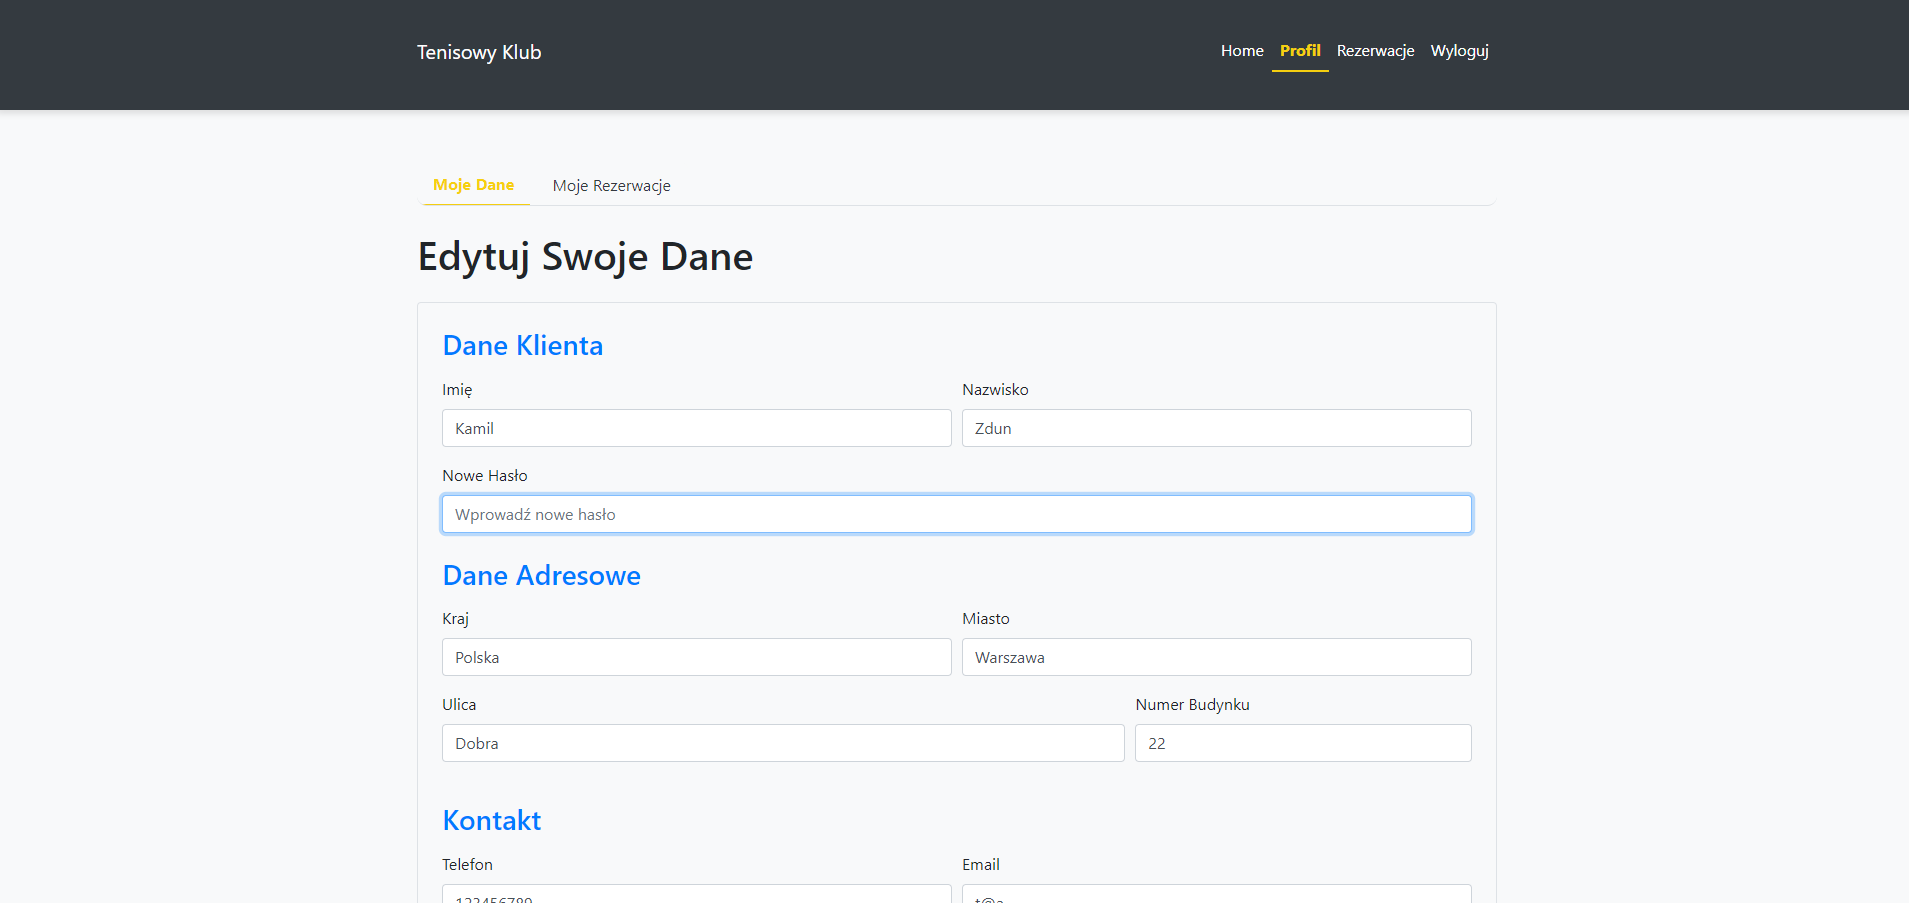 Tenisowy Klub
Home Profil Rezerwacje Wyloguj
Moje Dane Moje Rezerwacje
Edytuj Swoje Dane
Dane Klienta
Imię Nazwisko
Kamil Zdun
Nowe Hasło
Wprowadź nowe hasło
Dane Adresowe
Kraj Miasto
Polska Warszawa
Ulica Numer Budynku
Dobra 22
Kontakt
Telefon Email
123456789 t@a